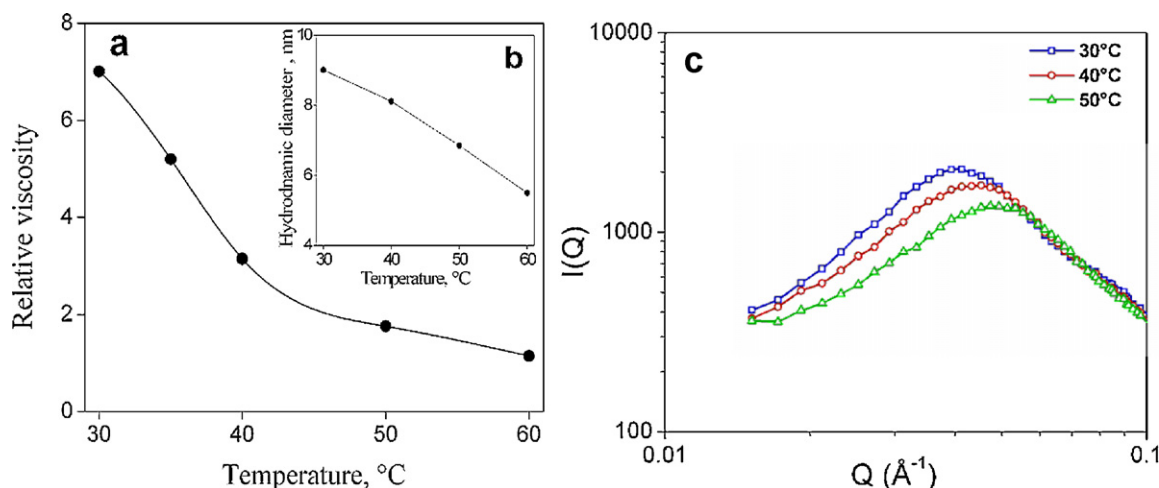 a
8
6
4
2
0
Relative viscosity
30
40
50
60
Temperature, °C
b
10
8
6
4
Hydrodnamic diameter , nm
30
40
50
60
Temperature, °C
c
10000
1000
100
I(Q)
0.01
0.1
Q (Å⁻¹)
30°C
40°C
50°C